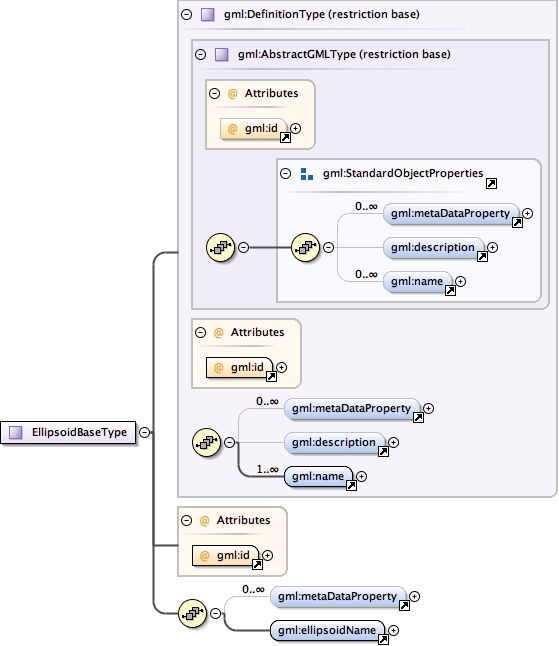 gml:DefinitionType (restriction base)
gml:AbstractGMLType (restriction base)
@ Attributes
@ gml:id
gml:StandardObjectProperties
0..∞
gml:metaDataProperty
gml:description
0..∞
gml:name
@ Attributes
@ gml:id
0..∞
gml:metaDataProperty
EllipsoidBaseType
gml:description
1..∞
gml:name
@ Attributes
@ gml:id
0..∞
gml:metaDataProperty
gml:ellipsoidName